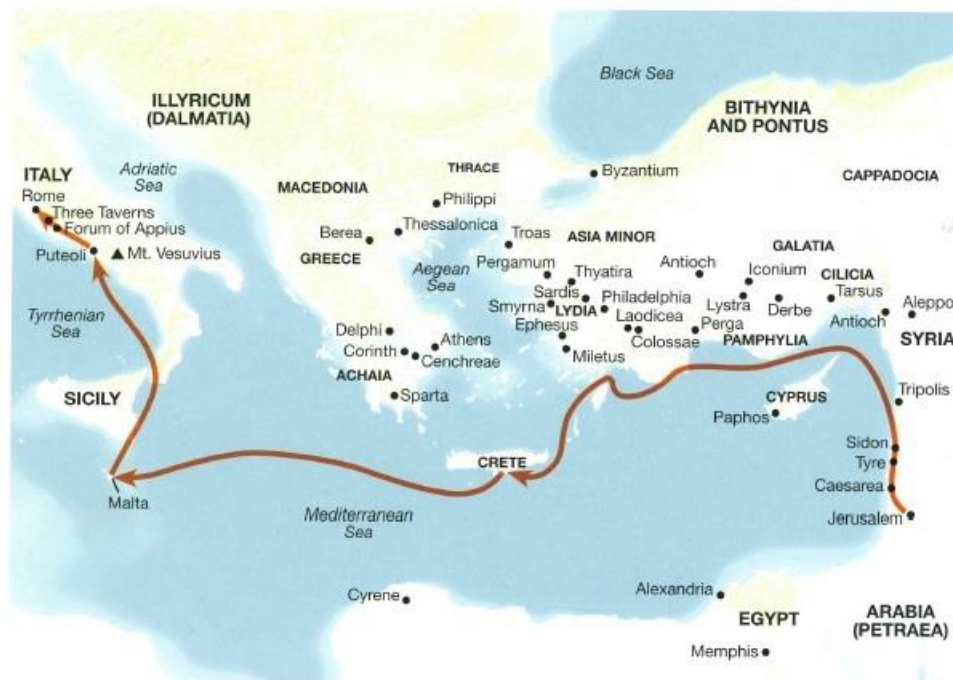 Black Sea
ILLYRICUM
(DALMATIA)
BITHYNIA
AND PONTUS
Adriatic
Sea
THRACE
Byzantium
ITALY
CAPPADOCIA
MACEDONIA
Rome
Philippi
Three Taverns
Forum of Appius
Thessalonica
Berea
Troas
ASIA MINOR
GALATIA
Puteoli
Mt. Vesuvius
GREECE
Aegean
Sea
Pergamum
Thyatira
Antioch
Iconium
CILICIA
Tarsus
Sardis
Philadelphia
Smyrna
LYDIA
Laodicea
Lystra
Derbe
Aleppo
Antioch
Tyrrhenian
Sea
Ephesus
Colossae
Perga
Delphi
Athens
SYRIA
PAMPHYLIA
Corinth
Cenchreae
Miletus
ACHAIA
Sparta
SICILY
CYPRUS
Tripolis
Paphos
Sidon
CRETE
Tyre
Caesarea
Malta
Mediterranean
Sea
Jerusalem
Cyrene
Alexandria
EGYPT
ARABIA
(PETRAEA)
Memphis